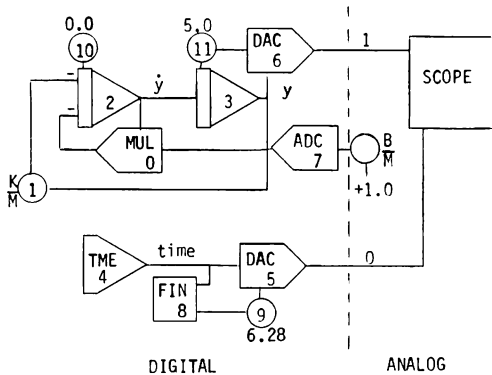 0.0
10
5.0
11
DAC
6
1
SCOPE
-
-
2
ẏ
3
y
MUL
0
ADC
7
B
M
+1.0
K
M
1
TME
4
time
DAC
5
0
FIN
8
9
6.28
DIGITAL
ANALOG